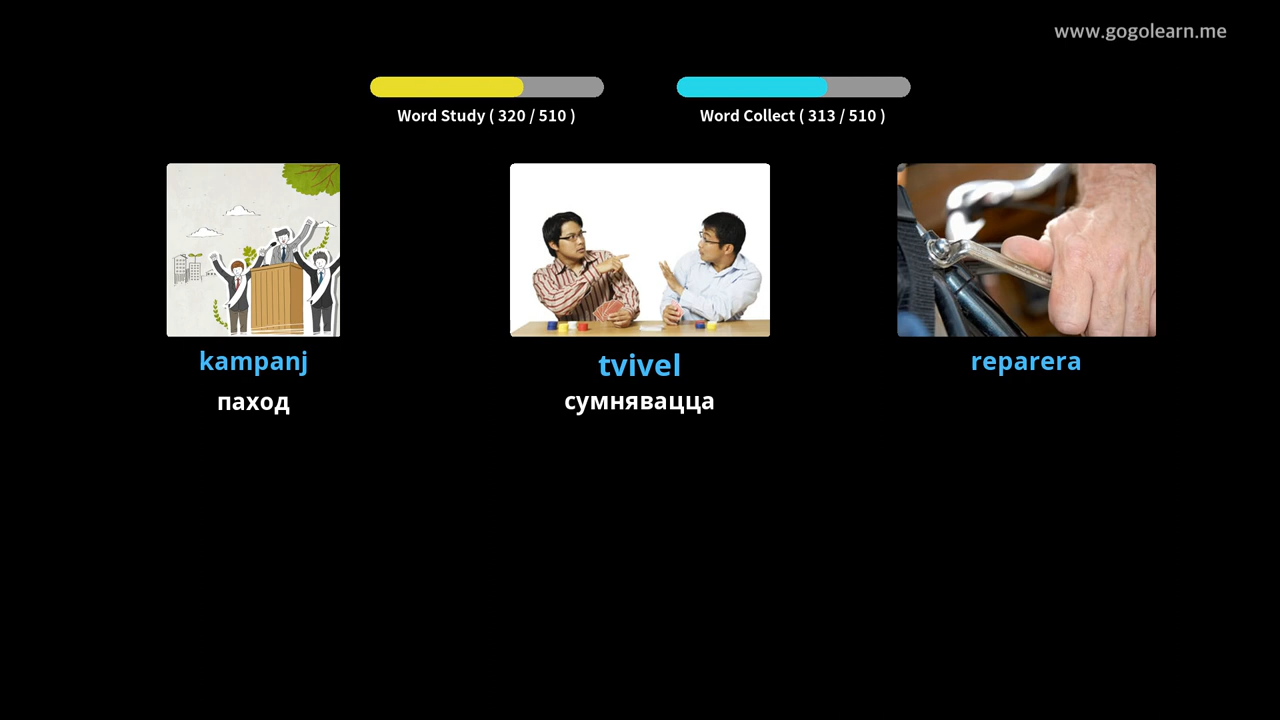 www.gogolearn.me
Word Study ( 320 / 510 )
Word Collect ( 313 / 510 )
kampanj
tvivel
reparera
паход
сумнявацца